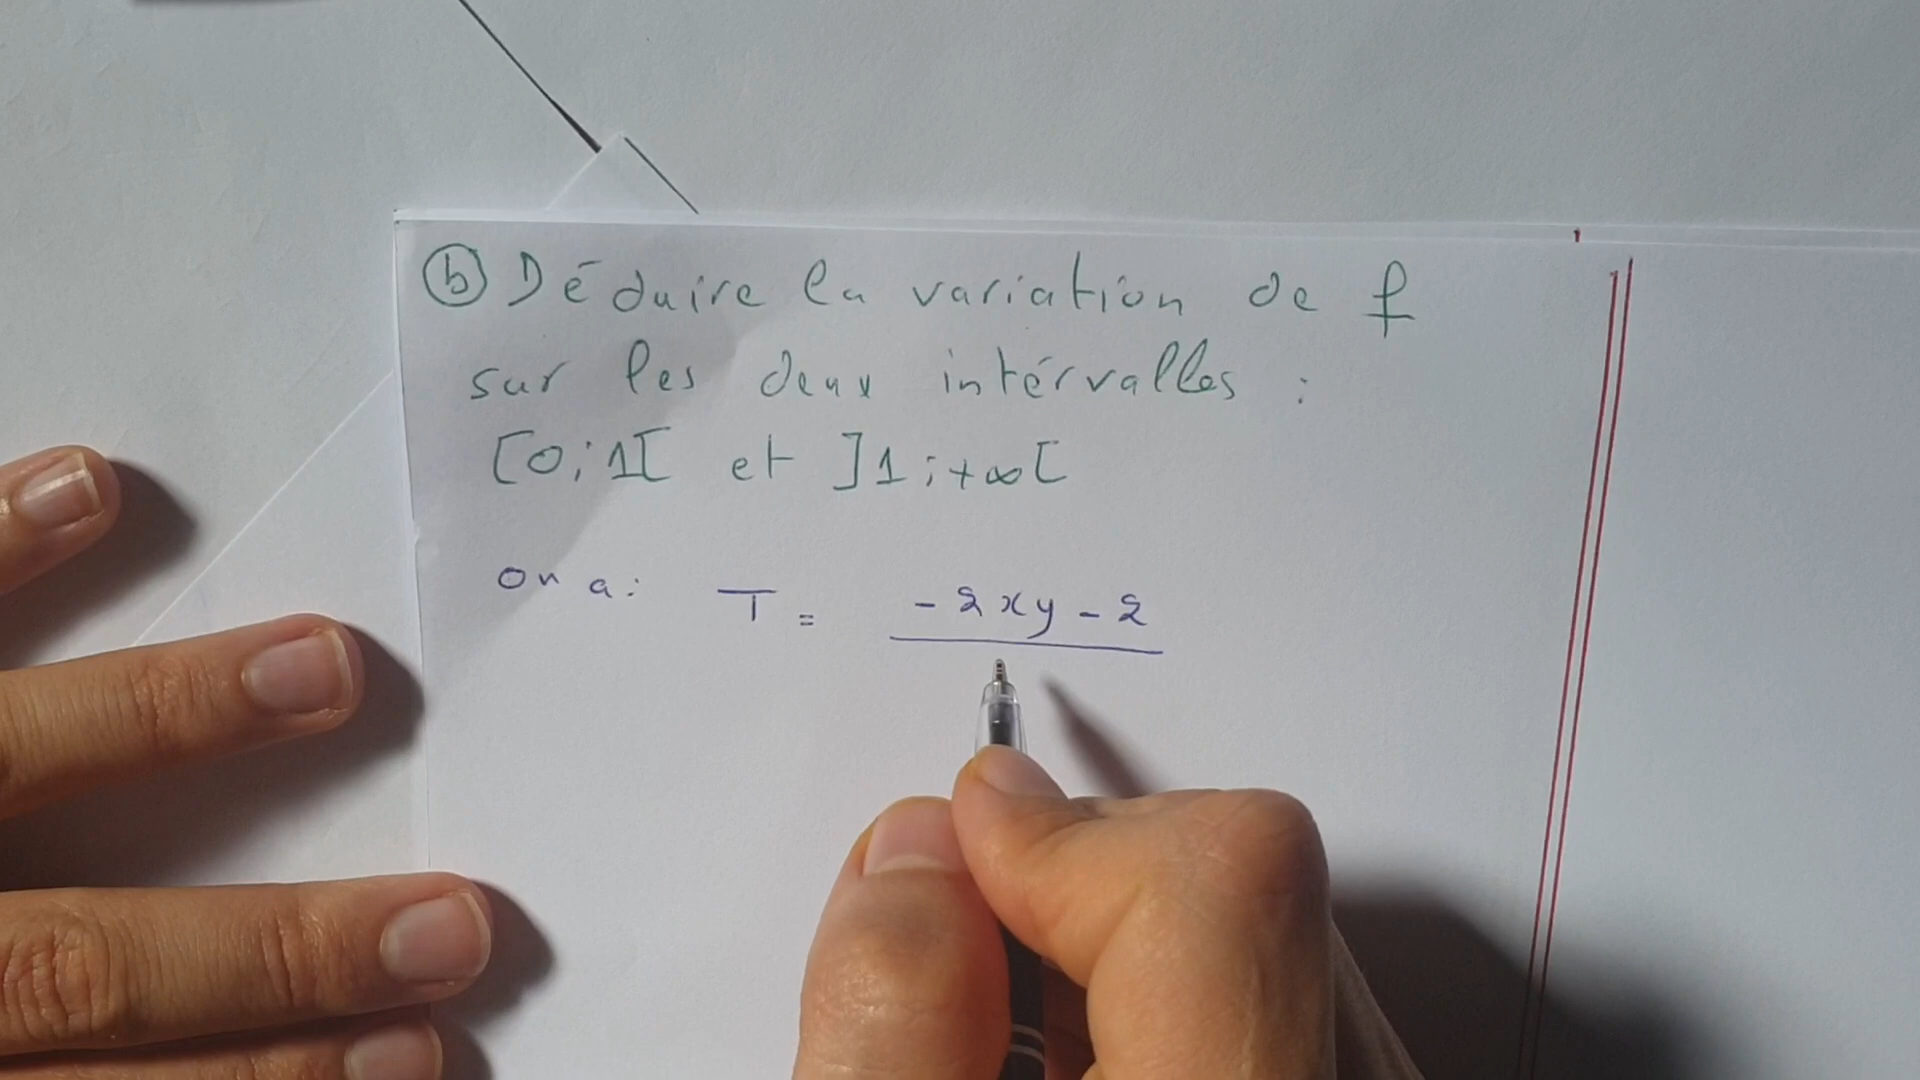 ⓑ Déduire la variation de f
sur les deux intérvalles :
[0;1[ et ]1;+∞[
on a: T = -2xy-2